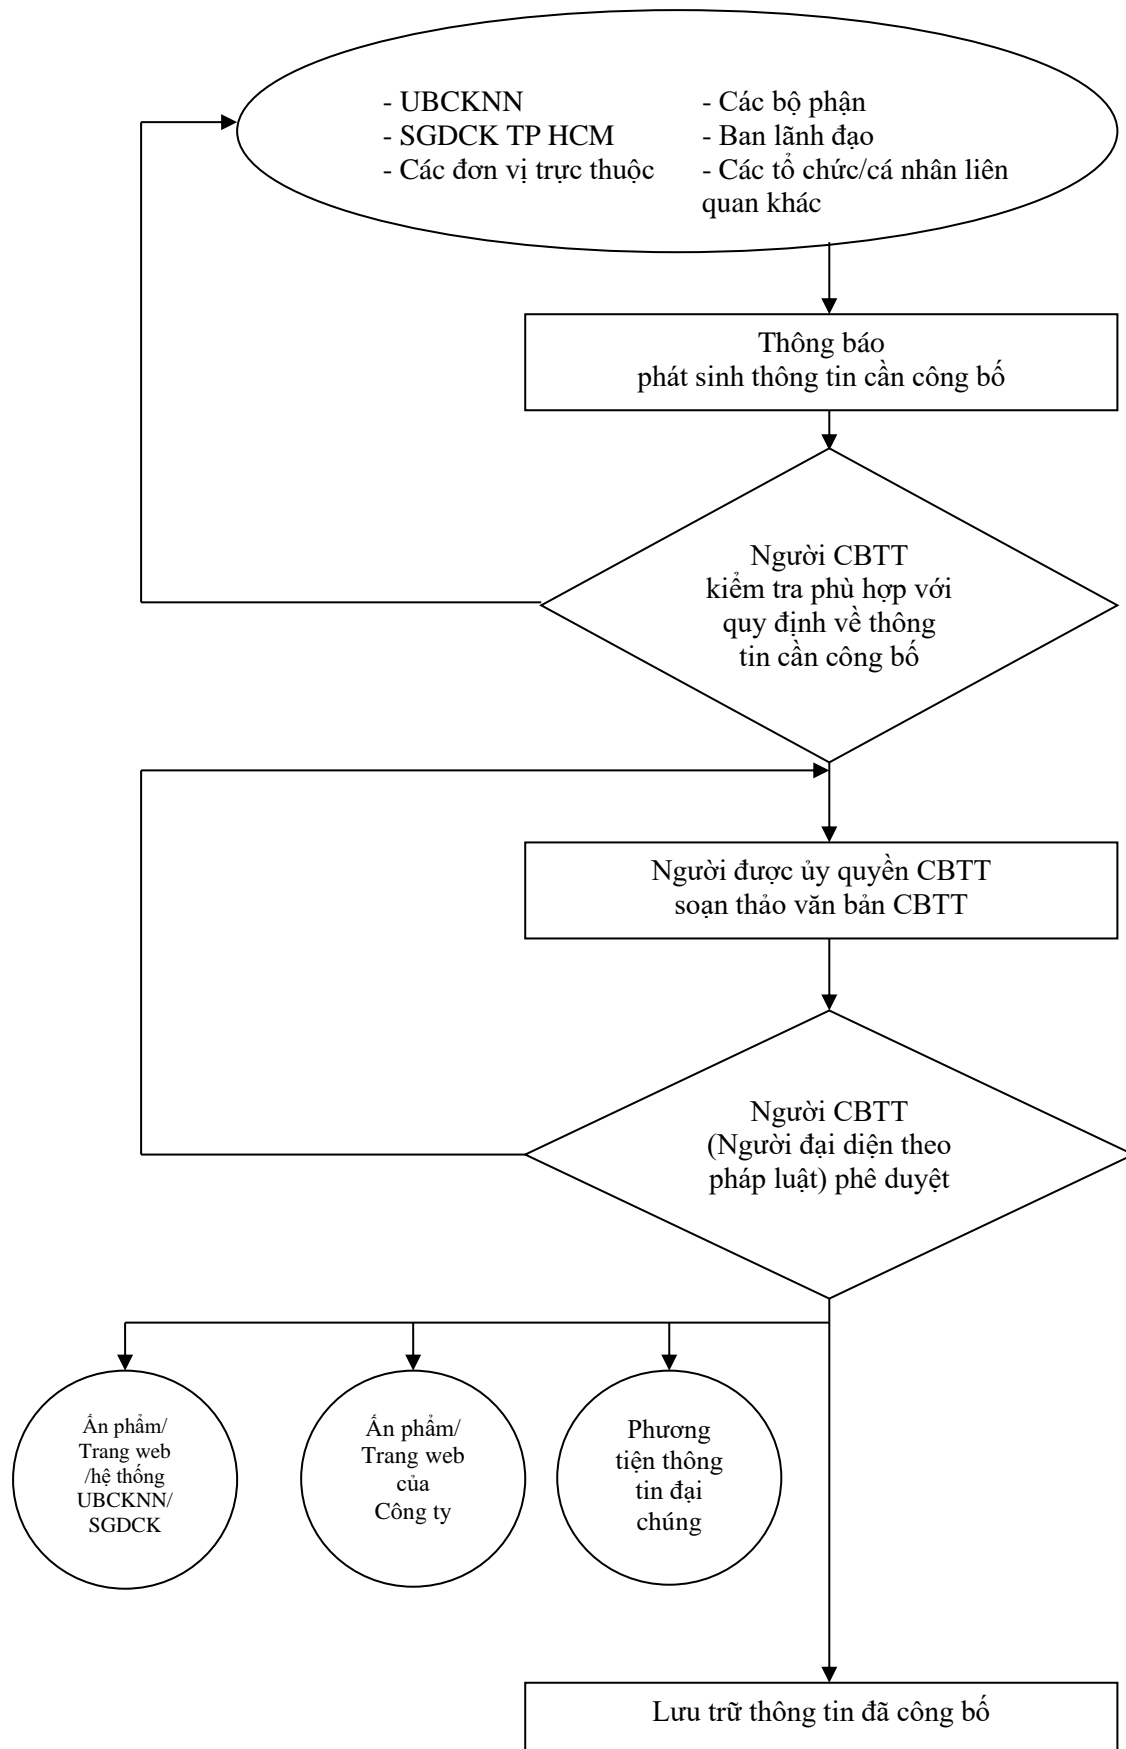 - UBCKNN
- SGDCK TP HCM
- Các đơn vị trực thuộc
- Các bộ phận
- Ban lãnh đạo
- Các tổ chức/cá nhân liên
quan khác
Thông báo
phát sinh thông tin cần công bố
Người CBTT
kiểm tra phù hợp với
quy định về thông
tin cần công bố
Người được ủy quyền CBTT
soạn thảo văn bản CBTT
Người CBTT
(Người đại diện theo
pháp luật) phê duyệt
Ấn phẩm/
Trang web
/hệ thống
UBCKNN/
SGDCK
Ấn phẩm/
Trang web
của
Công ty
Phương
tiện thông
tin đại
chúng
Lưu trữ thông tin đã công bố